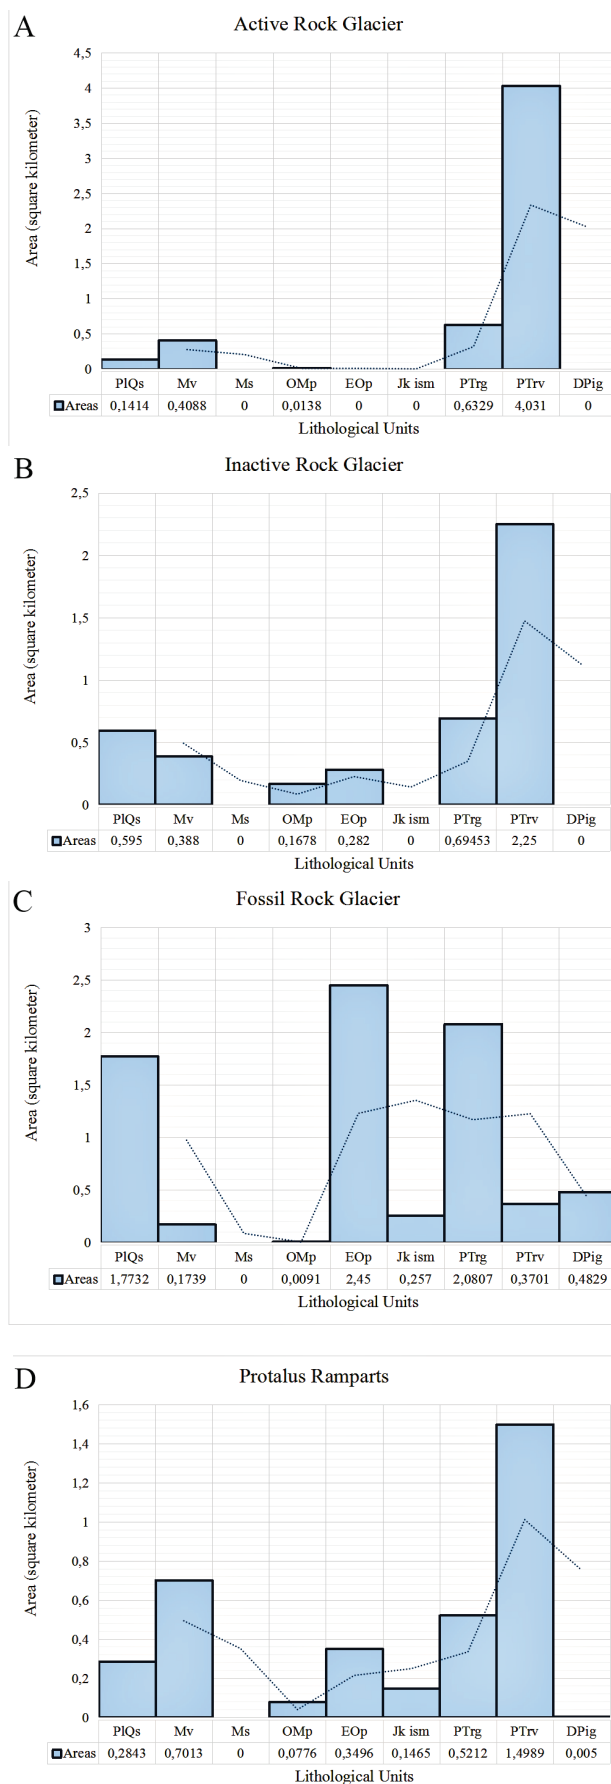 A
Active Rock Glacier
4,5
4
3,5
3
2,5
2
1,5
1
0,5
0
Area (square kilometer)
PlQs Mv Ms OMp EOp Jk ism PTrg PTrv DPig
Areas 0,1414 0,4088 0 0,0138 0 0 0,6329 4,031 0
Lithological Units
B
Inactive Rock Glacier
2,5
2
1,5
1
0,5
0
Area (square kilometer)
PlQs Mv Ms OMp EOp Jk ism PTrg PTrv DPig
Areas 0,595 0,388 0 0,1678 0,282 0 0,69453 2,25 0
Lithological Units
C
Fossil Rock Glacier
3
2,5
2
1,5
1
0,5
0
Area (square kilometer)
PlQs Mv Ms OMp EOp Jk ism PTrg PTrv DPig
Areas 1,7732 0,1739 0 0,0091 2,45 0,257 2,0807 0,3701 0,4829
Lithological Units
D
Protalus Ramparts
1,6
1,4
1,2
1
0,8
0,6
0,4
0,2
0
Area (square kilometer)
PlQs Mv Ms OMp EOp Jk ism PTrg PTrv DPig
Areas 0,2843 0,7013 0 0,0776 0,3496 0,1465 0,5212 1,4989 0,005
Lithological Units